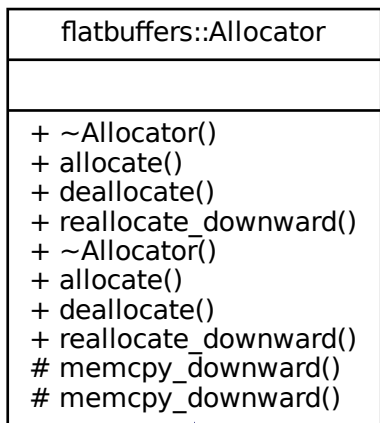 flatbuffers::Allocator
+ ~Allocator()
+ allocate()
+ deallocate()
+ reallocate_downward()
+ ~Allocator()
+ allocate()
+ deallocate()
+ reallocate_downward()
# memcpy_downward()
# memcpy_downward()